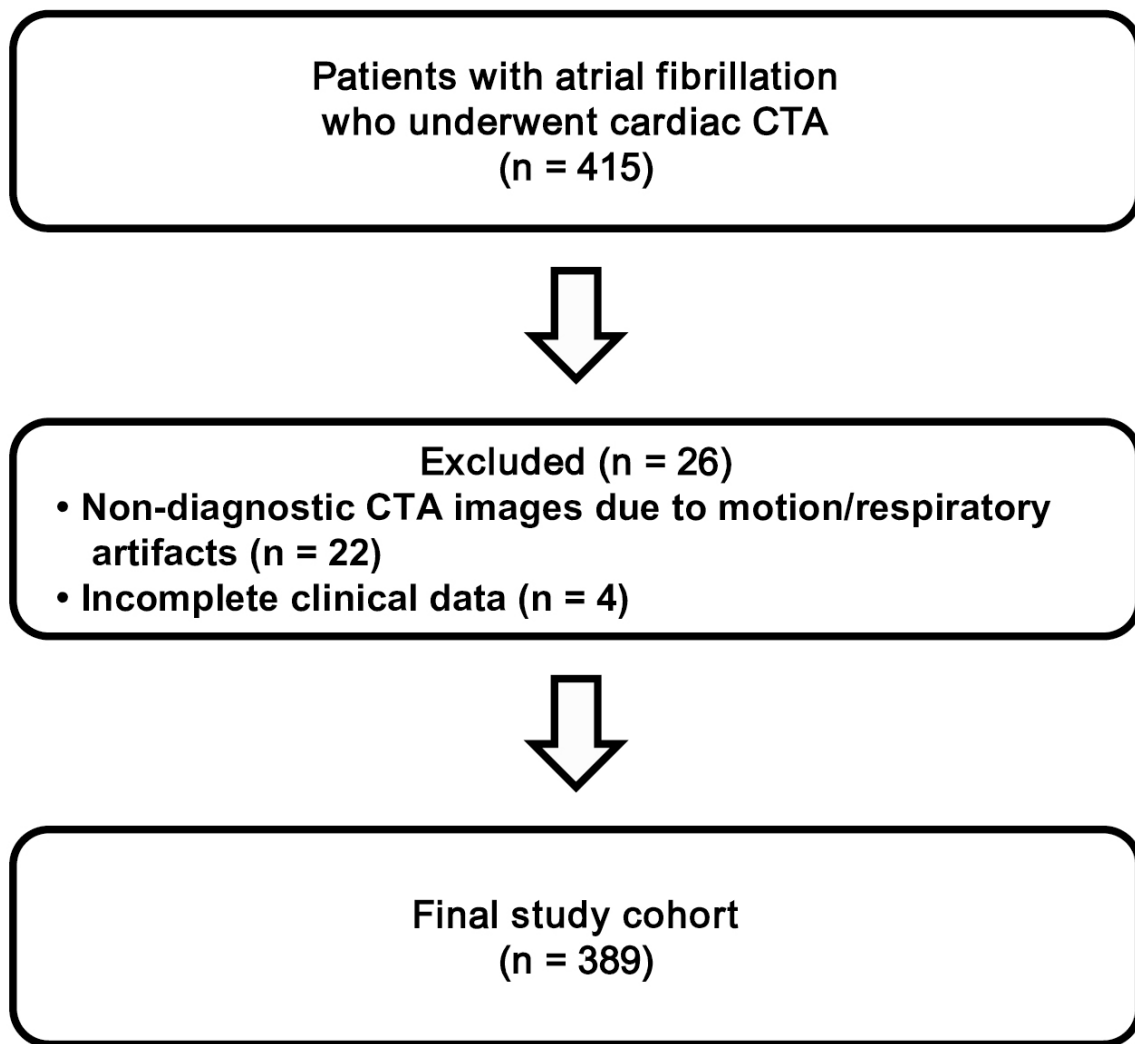 Patients with atrial fibrillation
who underwent cardiac CTA
(n = 415)
Excluded (n = 26)
• Non-diagnostic CTA images due to motion/respiratory
artifacts (n = 22)
• Incomplete clinical data (n = 4)
Final study cohort
(n = 389)